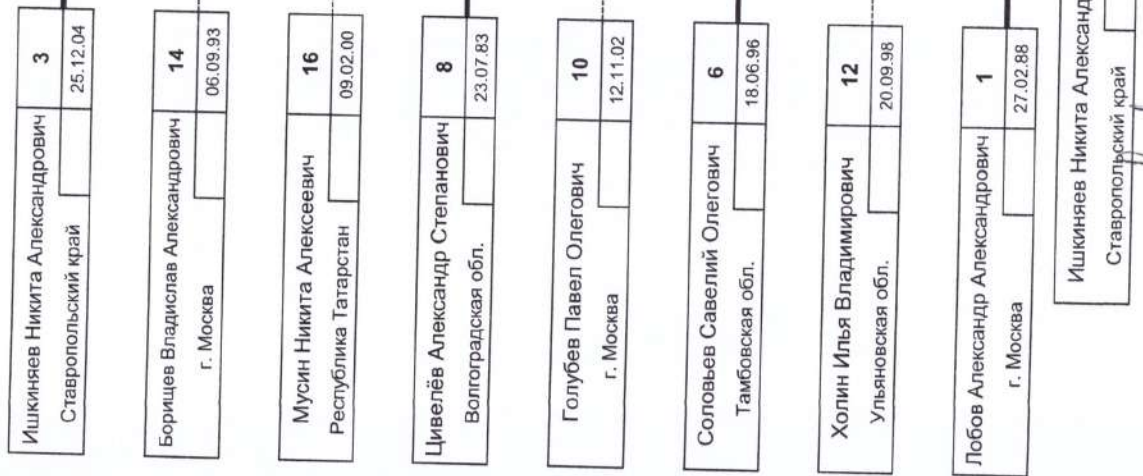 Ишкиняев Никита Александрович 3
Ставропольский край 25.12.04
Борищев Владислав Александрович 14
г. Москва 06.09.93
Мусин Никита Алексеевич 16
Республика Татарстан 09.02.00
Цивелёв Александр Степанович 8
Волгоградская обл. 23.07.83
Голубев Павел Олегович 10
г. Москва 12.11.02
Соловьев Савелий Олегович 6
Тамбовская обл. 18.06.96
Холин Илья Владимирович 12
Ульяновская обл. 20.09.98
Лобов Александр Александрович 1
г. Москва 27.02.88
Ишкиняев Никита Александ
Ставропольский край